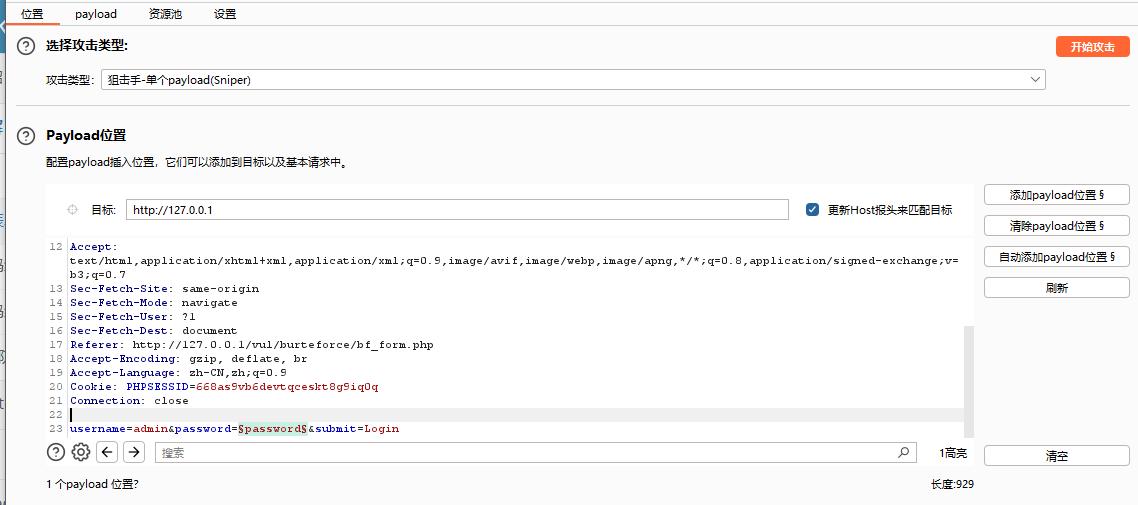 位置 payload 资源池 设置
选择攻击类型:
开始攻击
攻击类型: 狙击手-单个payload(Sniper)
Payload位置
配置payload插入位置，它们可以添加到目标以及基本请求中。
目标: http://127.0.0.1
更新Host报头来匹配目标
添加payload位置 §
清除payload位置 §
自动添加payload位置 §
刷新
12 Accept:
text/html,application/xhtml+xml,application/xml;q=0.9,image/avif,image/webp,image/apng,*/*;q=0.8,application/signed-exchange;v=
b3;q=0.7
13 Sec-Fetch-Site: same-origin
14 Sec-Fetch-Mode: navigate
15 Sec-Fetch-User: ?1
16 Sec-Fetch-Dest: document
17 Referer: http://127.0.0.1/vul/burteforce/bf_form.php
18 Accept-Encoding: gzip, deflate, br
19 Accept-Language: zh-CN,zh;q=0.9
20 Cookie: PHPSESSID=668as9vb6devtqceskt8g9iq0q
21 Connection: close
22
23 username=admin&password=§password§&submit=Login
搜索
1高亮
清空
1 个payload 位置?
长度:929